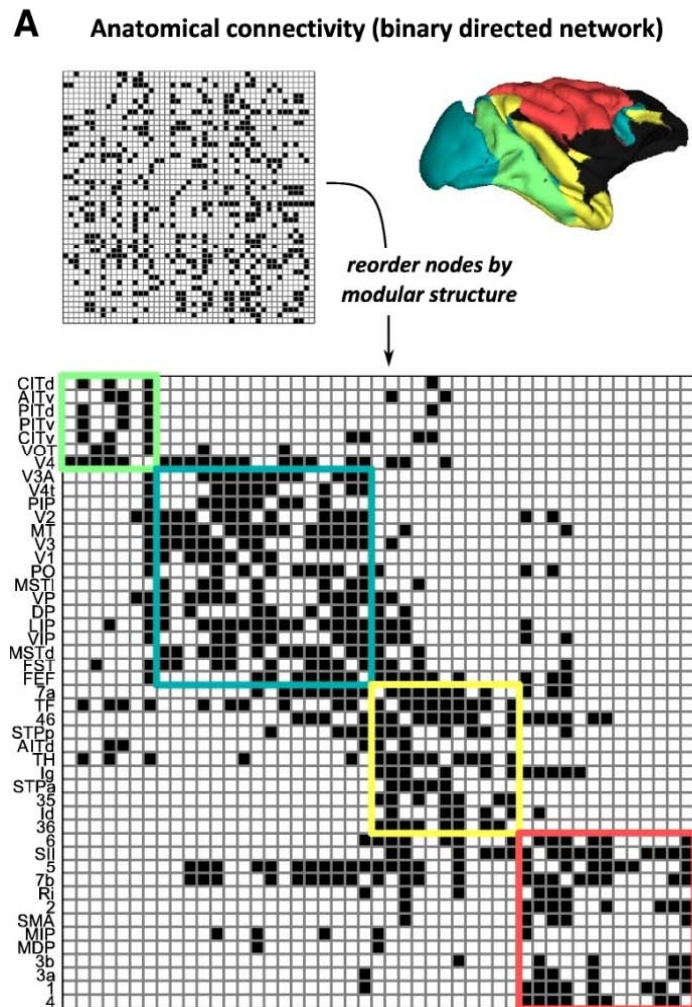 A
Anatomical connectivity (binary directed network)
reorder nodes by
modular structure
CITd
AITv
PITd
PITv
CITv
VOT
V4
V3A
V4t
PIP
V2
MT
V3
V1
PO
MSTl
VP
DP
LIP
VIP
MSTd
FST
FEF
7a
TF
46
STPp
AITd
TH
Ig
STPa
35
Id
36
6
SII
5
7b
Ri
2
SMA
MIP
MDP
3b
3a
1
4